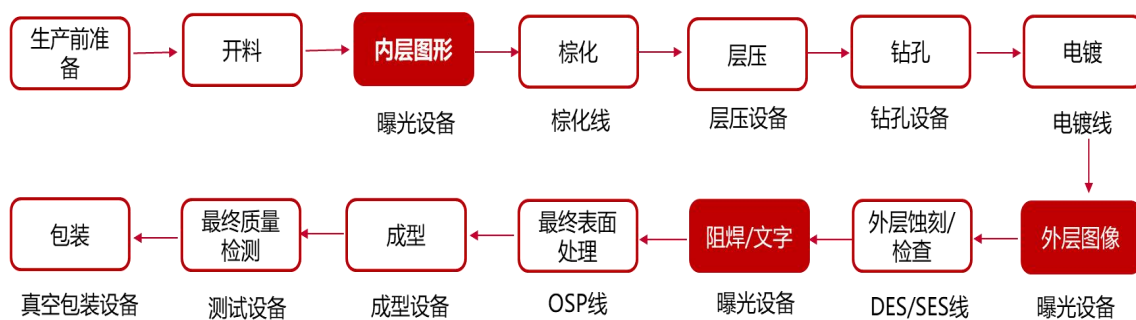 生产前准
备
开料
内层图形
棕化
层压
钻孔
电镀
曝光设备
棕化线
层压设备
钻孔设备
电镀线
包装
最终质量
检测
成型
最终表面
处理
阻焊/文字
外层蚀刻/
检查
外层图像
真空包装设备
测试设备
成型设备
OSP线
曝光设备
DES/SES线
曝光设备